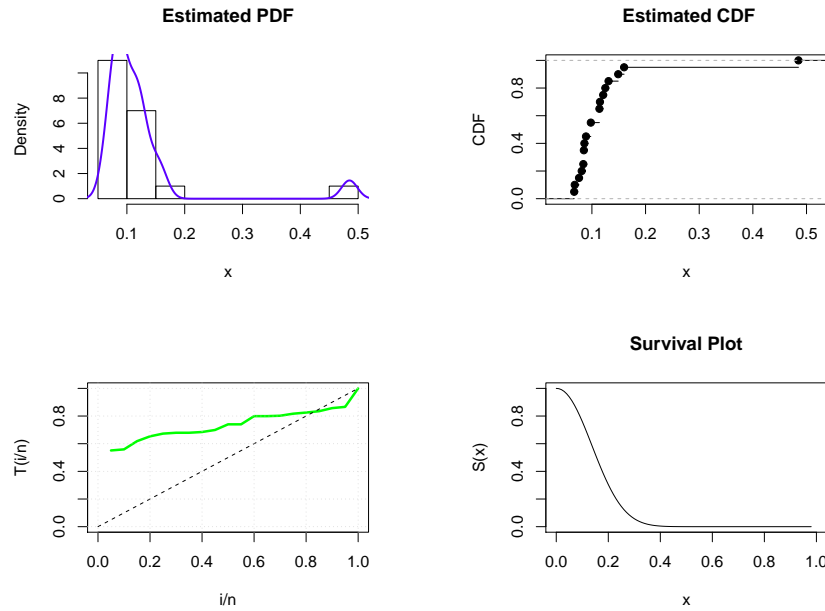 Estimated PDF
Density
0 2 4 6 8
0.1 0.2 0.3 0.4 0.5
x
Estimated CDF
CDF
0.0 0.4 0.8
0.1 0.2 0.3 0.4 0.5
x
T(i/n)
0.0 0.4 0.8
0.0 0.2 0.4 0.6 0.8 1.0
i/n
Survival Plot
S(x)
0.0 0.4 0.8
0.0 0.2 0.4 0.6 0.8 1.0
x